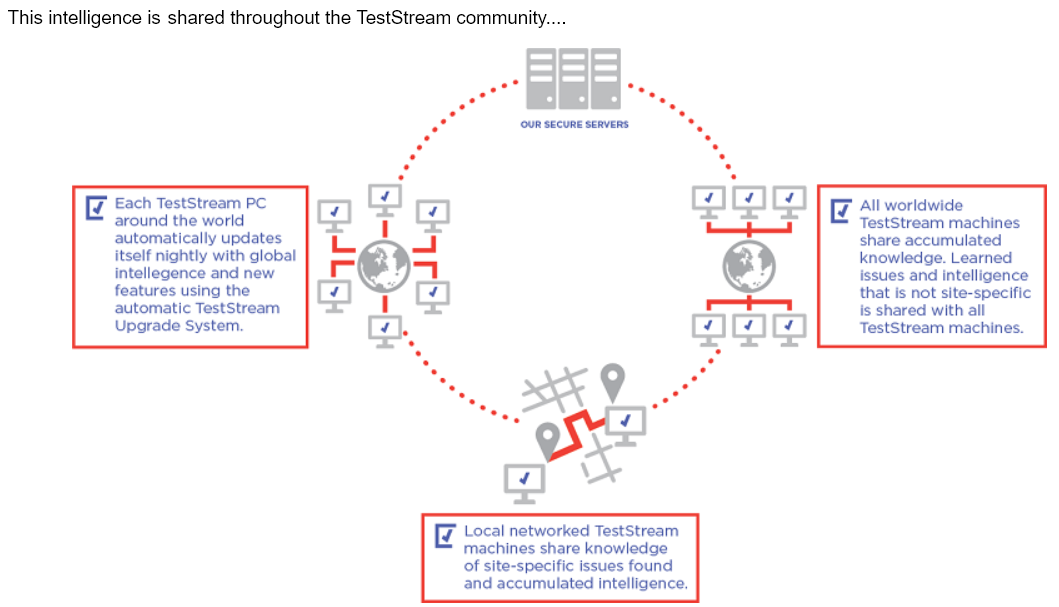 This intelligence is shared throughout the TestStream community....
OUR SECURE SERVERS
Each TestStream PC
around the world
automatically updates
itself nightly with global
intellegence and new
features using the
automatic TestStream
Upgrade System.
All worldwide
TestStream machines
share accumulated
knowledge. Learned
issues and intelligence
that is not site-specific
is shared with all
TestStream machines.
Local networked TestStream
machines share knowledge
of site-specific issues found
and accumulated intelligence.